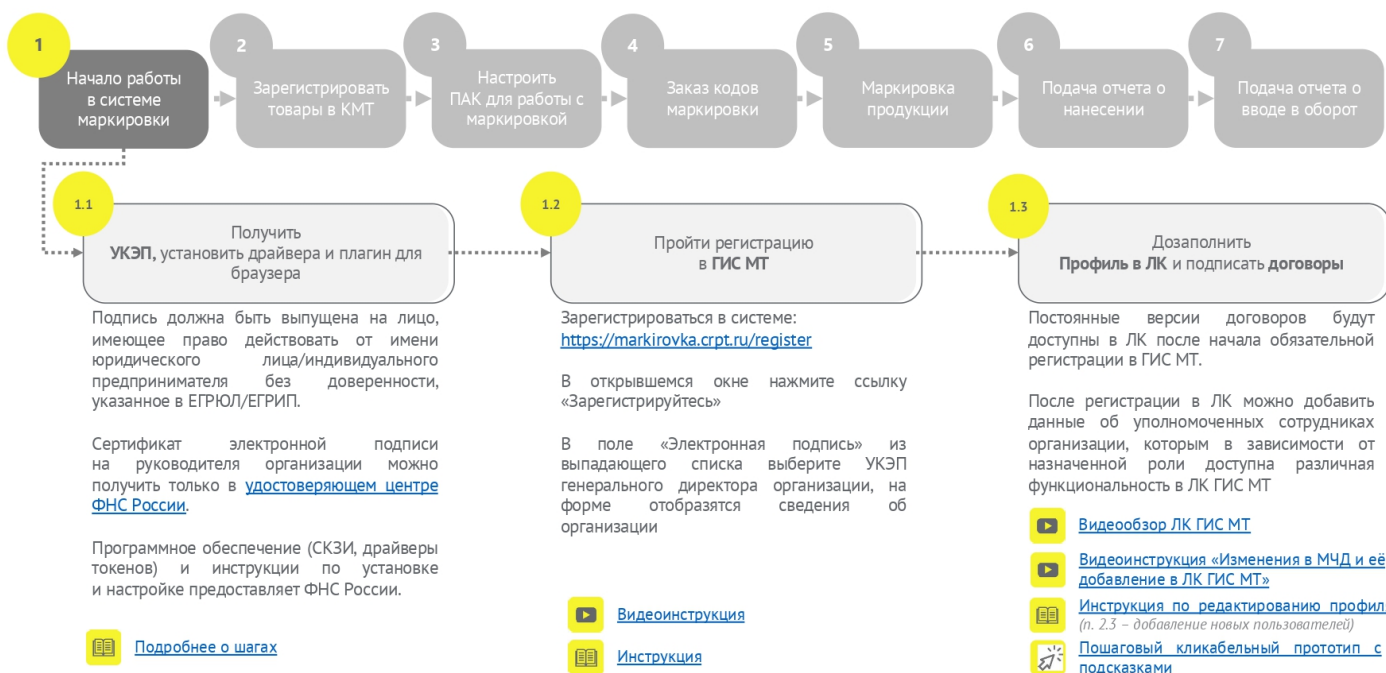 1
Начало работы
в системе
маркировки
2
Зарегистрировать
товары в КМТ
3
Настроить
ПАК для работы с
маркировкой
4
Заказ кодов
маркировки
5
Маркировка
продукции
6
Подача отчета о
нанесении
7
Подача отчета о
вводе в оборот
1.1
Получить
УКЭП, установить драйвера и плагин для
браузера
Подпись должна быть выпущена на лицо,
имеющее право действовать от имени
юридического лица/индивидуального
предпринимателя без доверенности,
указанное в ЕГРЮЛ/ЕГРИП.
Сертификат электронной подписи
на руководителя организации можно
получить только в удостоверяющем центре
ФНС России.
Программное обеспечение (СКЗИ, драйверы
токенов) и инструкции по установке
и настройке предоставляет ФНС России.
Подробнее о шагах
1.2
Пройти регистрацию
в ГИС МТ
Зарегистрироваться в системе:
https://markirovka.crpt.ru/register
В открывшемся окне нажмите ссылку
«Зарегистрируйтесь»
В поле «Электронная подпись» из
выпадающего списка выберите УКЭП
генерального директора организации, на
форме отобразятся сведения об
организации
Видеоинструкция
Инструкция
1.3
Дозаполнить
Профиль в ЛК и подписать договоры
Постоянные версии договоров будут
доступны в ЛК после начала обязательной
регистрации в ГИС МТ.
После регистрации в ЛК можно добавить
данные об уполномоченных сотрудниках
организации, которым в зависимости от
назначенной роли доступна различная
функциональность в ЛК ГИС МТ
Видеообзор ЛК ГИС МТ
Видеоинструкция «Изменения в МЧД и её
добавление в ЛК ГИС МТ»
Инструкция по редактированию профил
(п. 2.3 – добавление новых пользователей)
Пошаговый кликабельный прототип с
подсказками